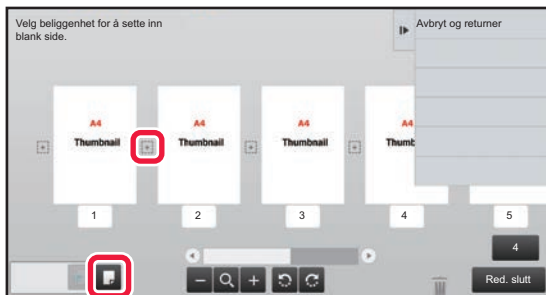 Velg beliggenhet for å sette inn
blank side.
Avbryt og returner
A4
Thumbnail
A4
Thumbnail
A4
Thumbnail
A4
Thumb
1
2
3
4
5
4
Red. slutt